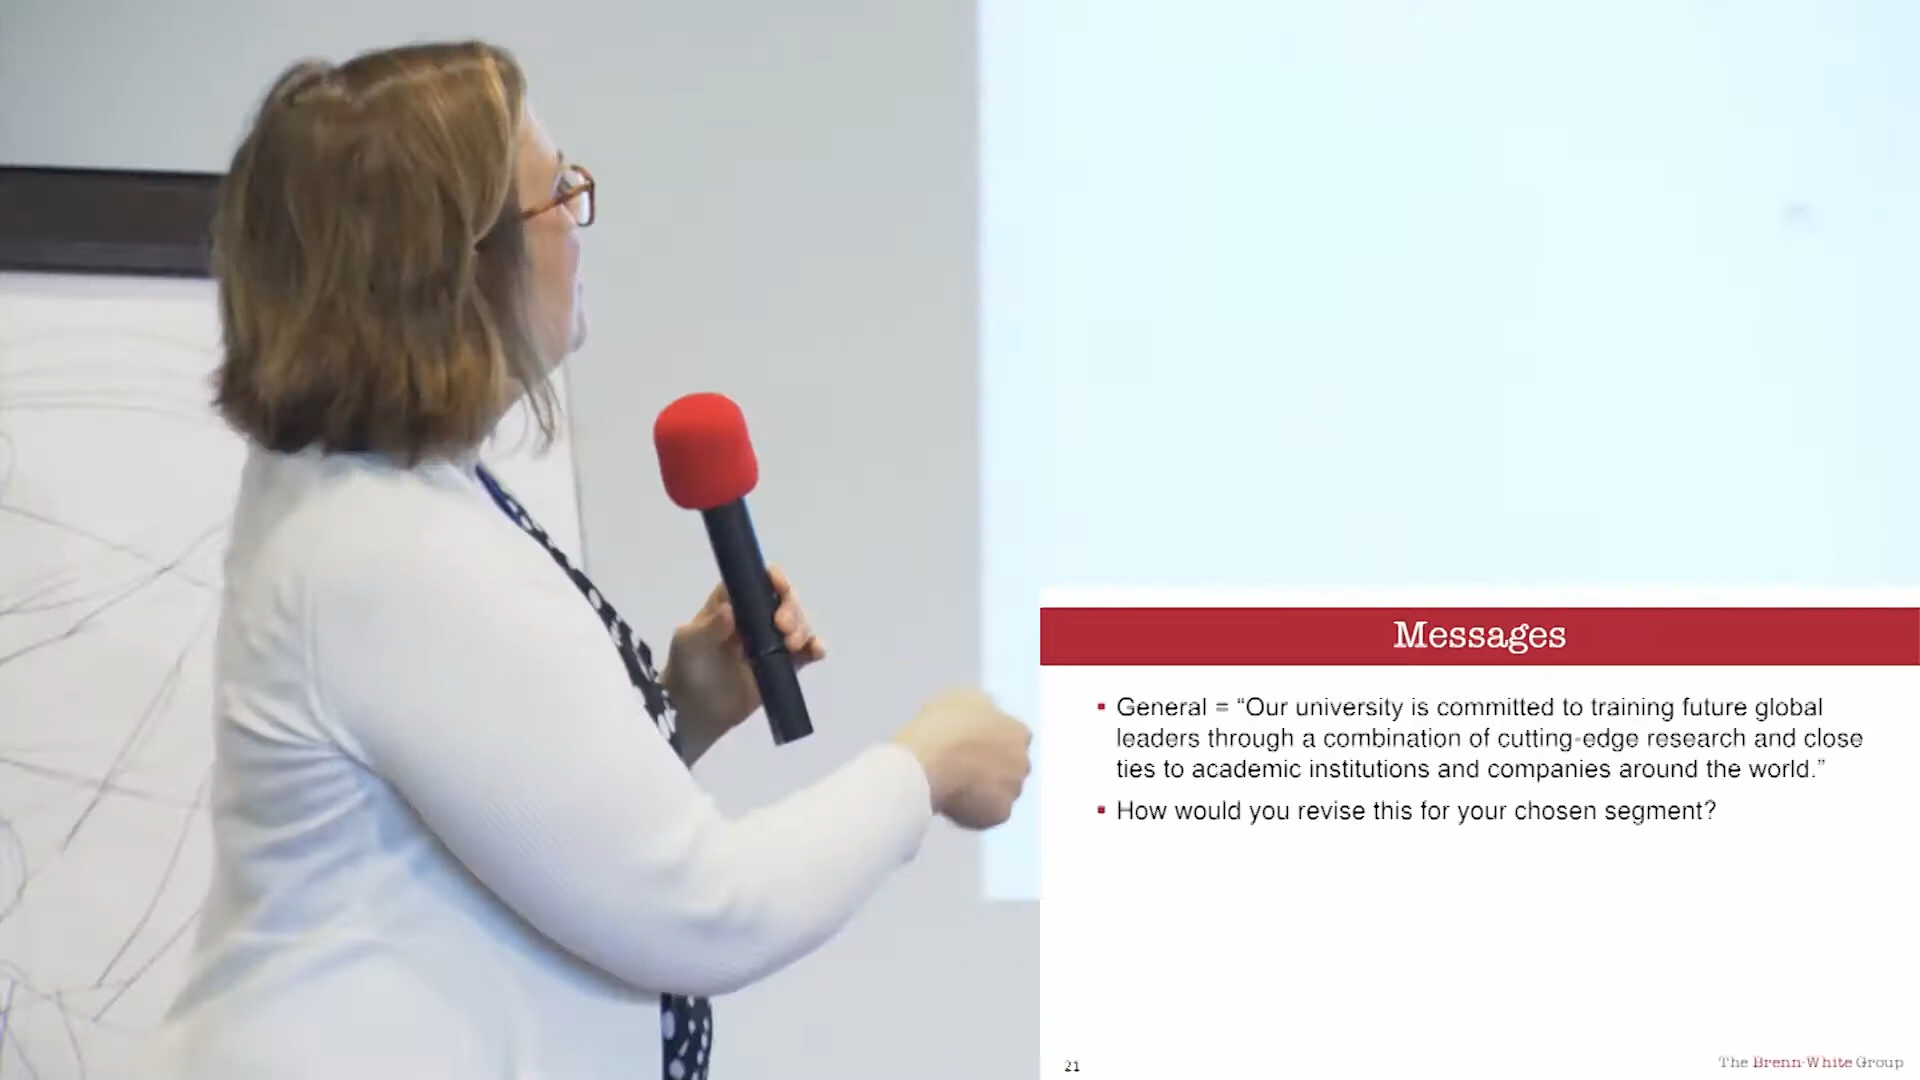 Messages
▪ General = “Our university is committed to training future global
leaders through a combination of cutting-edge research and close
ties to academic institutions and companies around the world.”
▪ How would you revise this for your chosen segment?
21
The Brenn-White Group